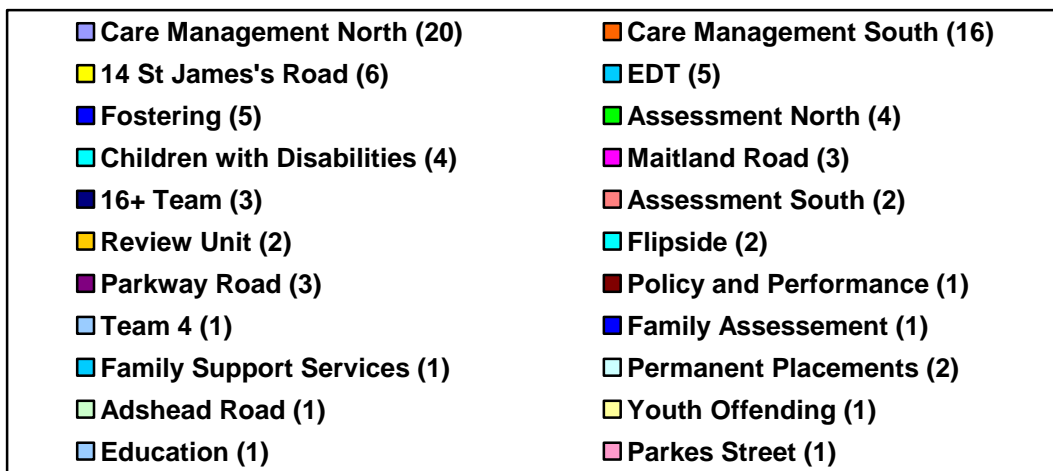 Care Management North (20) Care Management South (16)
14 St James's Road (6) EDT (5)
Fostering (5) Assessment North (4)
Children with Disabilities (4) Maitland Road (3)
16+ Team (3) Assessment South (2)
Review Unit (2) Flipside (2)
Parkway Road (3) Policy and Performance (1)
Team 4 (1) Family Assessement (1)
Family Support Services (1) Permanent Placements (2)
Adshead Road (1) Youth Offending (1)
Education (1) Parkes Street (1)